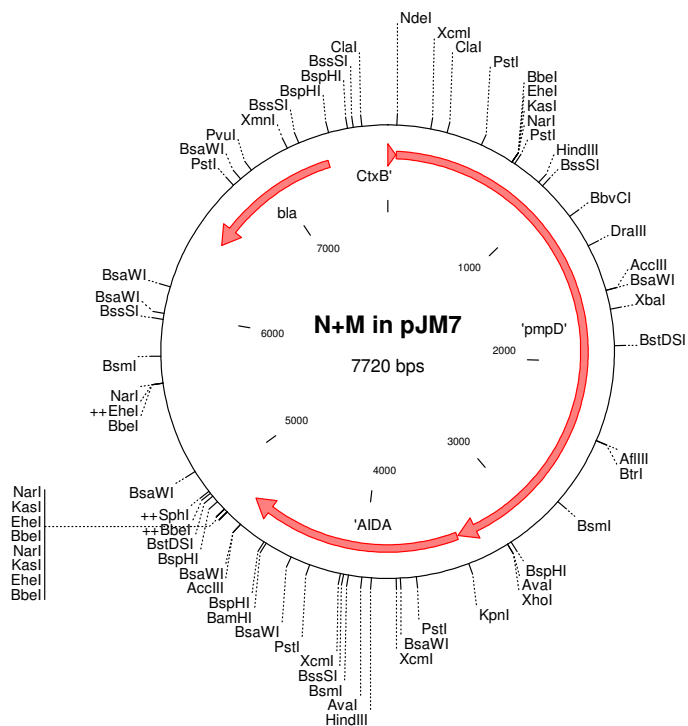 NdeI
XcmI
ClaI
PstI
BbeI
EheI
KasI
NarI
PstI
HindIII
BssSI
BbvCI
DraIII
AccIII
BsaWI
XbaI
BstDSI
AflIII
BtrI
BsmI
BspHI
AvaI
XhoI
KpnI
PstI
BsaWI
XcmI
HindIII
AvaI
BsmI
BssSI
XcmI
PstI
BsaWI
BamHI
BspHI
AccIII
BsaWI
BspHI
BstDSI
++BbeI
++SphI
BsaWI
NarI
KasI
EheI
BbeI
NarI
KasI
EheI
BbeI
BbeI
++EheI
NarI
BsmI
BssSI
BsaWI
BsaWI
PstI
BsaWI
PvuI
XmnI
BssSI
BspHI
BspHI
BssSI
ClaI
CtxB'
bla
'pmpD'
'AIDA
1000
2000
3000
4000
5000
6000
7000
N+M in pJM7
7720 bps